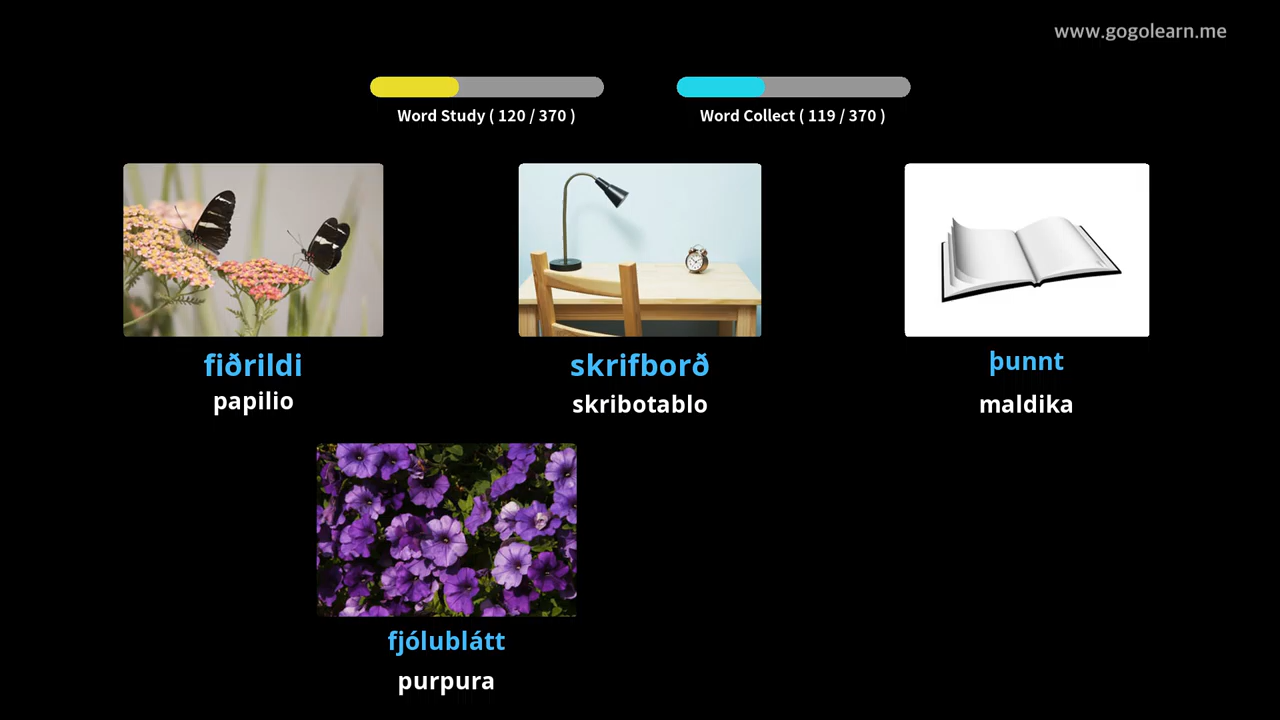 www.gogolearn.me
Word Study ( 120 / 370 )
Word Collect ( 119 / 370 )
fiðrildi
papilio
skrifborð
skribotablo
þunnt
maldika
fjólublátt
purpura